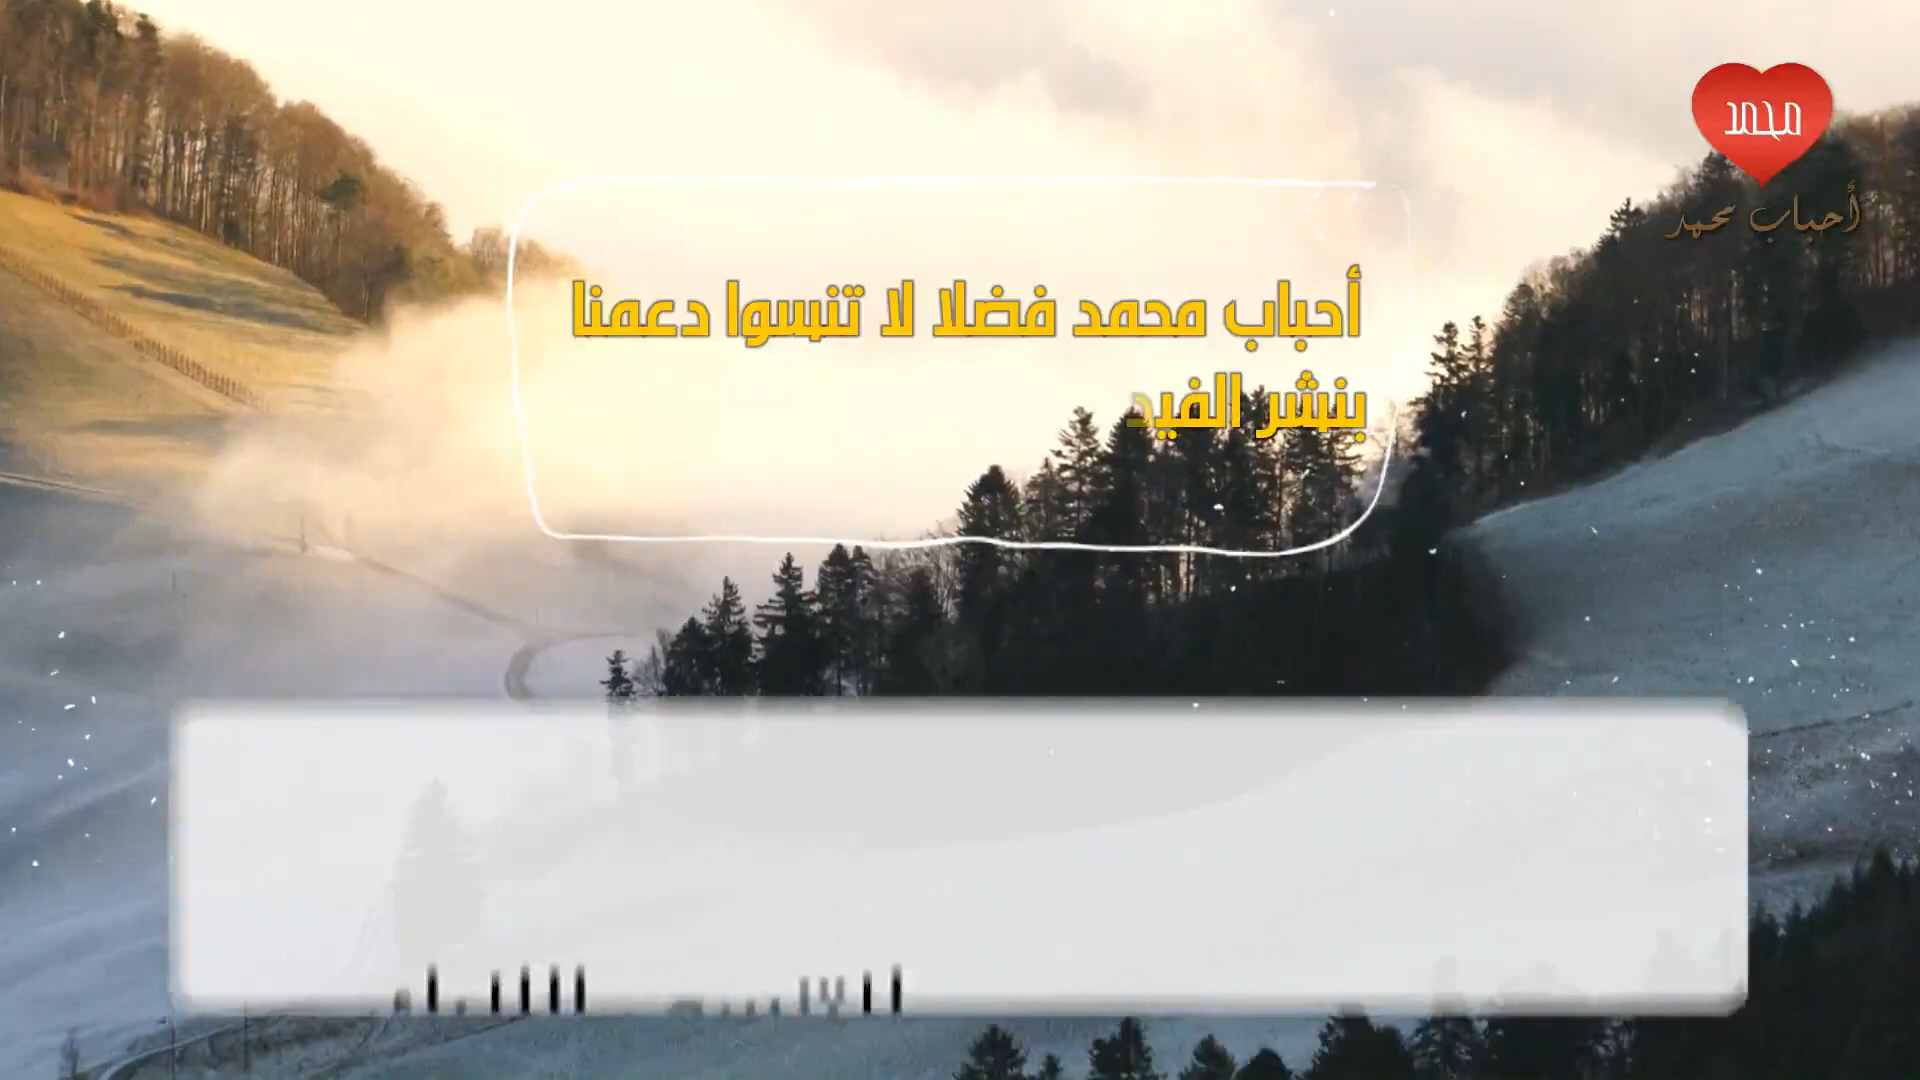 محمد
أحباب محمد
أحباب محمد فضلا لا تنسوا دعمنا
بنشر الفيد